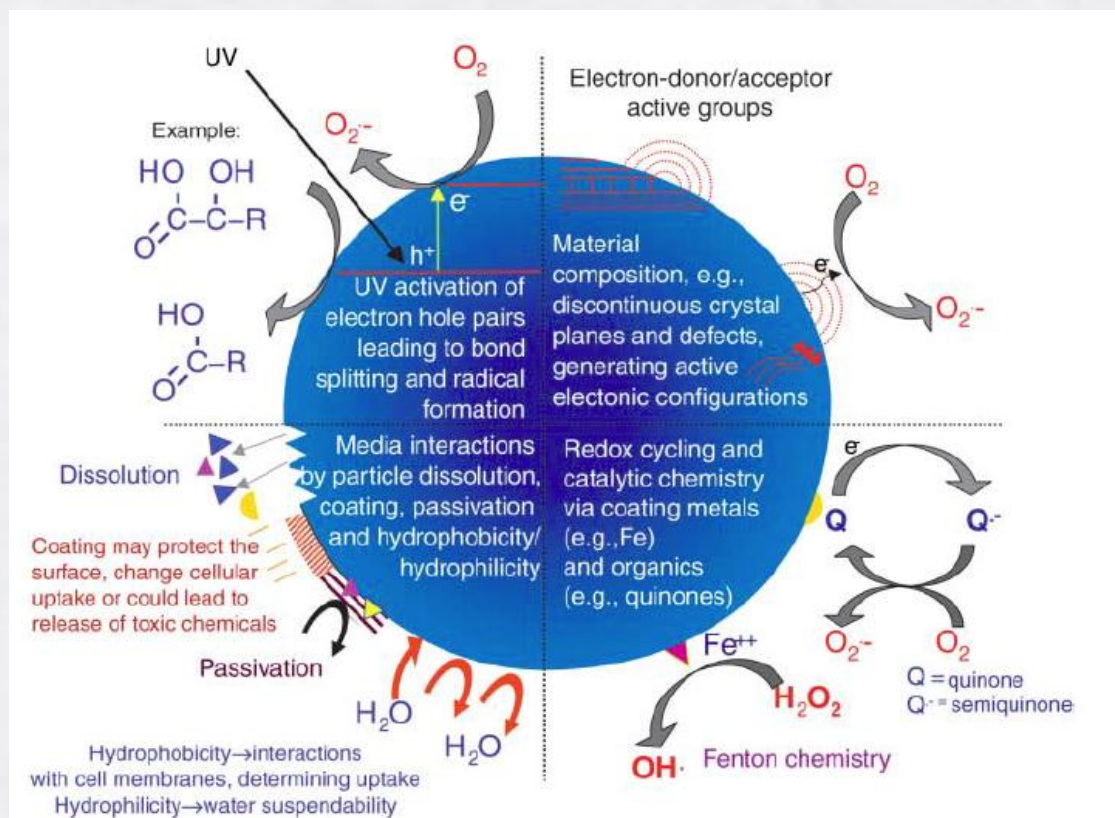 UV
O₂
O₂·-
Example:
HO OH
O C–C–R
HO
O C–R
e-
h+
UV activation of
electron hole pairs
leading to bond
splitting and radical
formation
Electron-donor/acceptor
active groups
Material
composition, e.g.,
discontinuous crystal
planes and defects,
generating active
electonic configurations
O₂
e-
O₂·-
Dissolution
Coating may protect the
surface, change cellular
uptake or could lead to
release of toxic chemicals
Passivation
Media interactions
by particle dissolution,
coating, passivation
and hydrophobicity/
hydrophilicity
H₂O
H₂O
Hydrophobicity→interactions
with cell membranes, determining uptake
Hydrophilicity→water suspendability
Redox cycling and
catalytic chemistry
via coating metals
(e.g.,Fe)
and organics
(e.g., quinones)
e-
Q
Q·-
O₂·-
O₂
Q = quinone
Q·- = semiquinone
Fe++
H₂O₂
OH·
Fenton chemistry